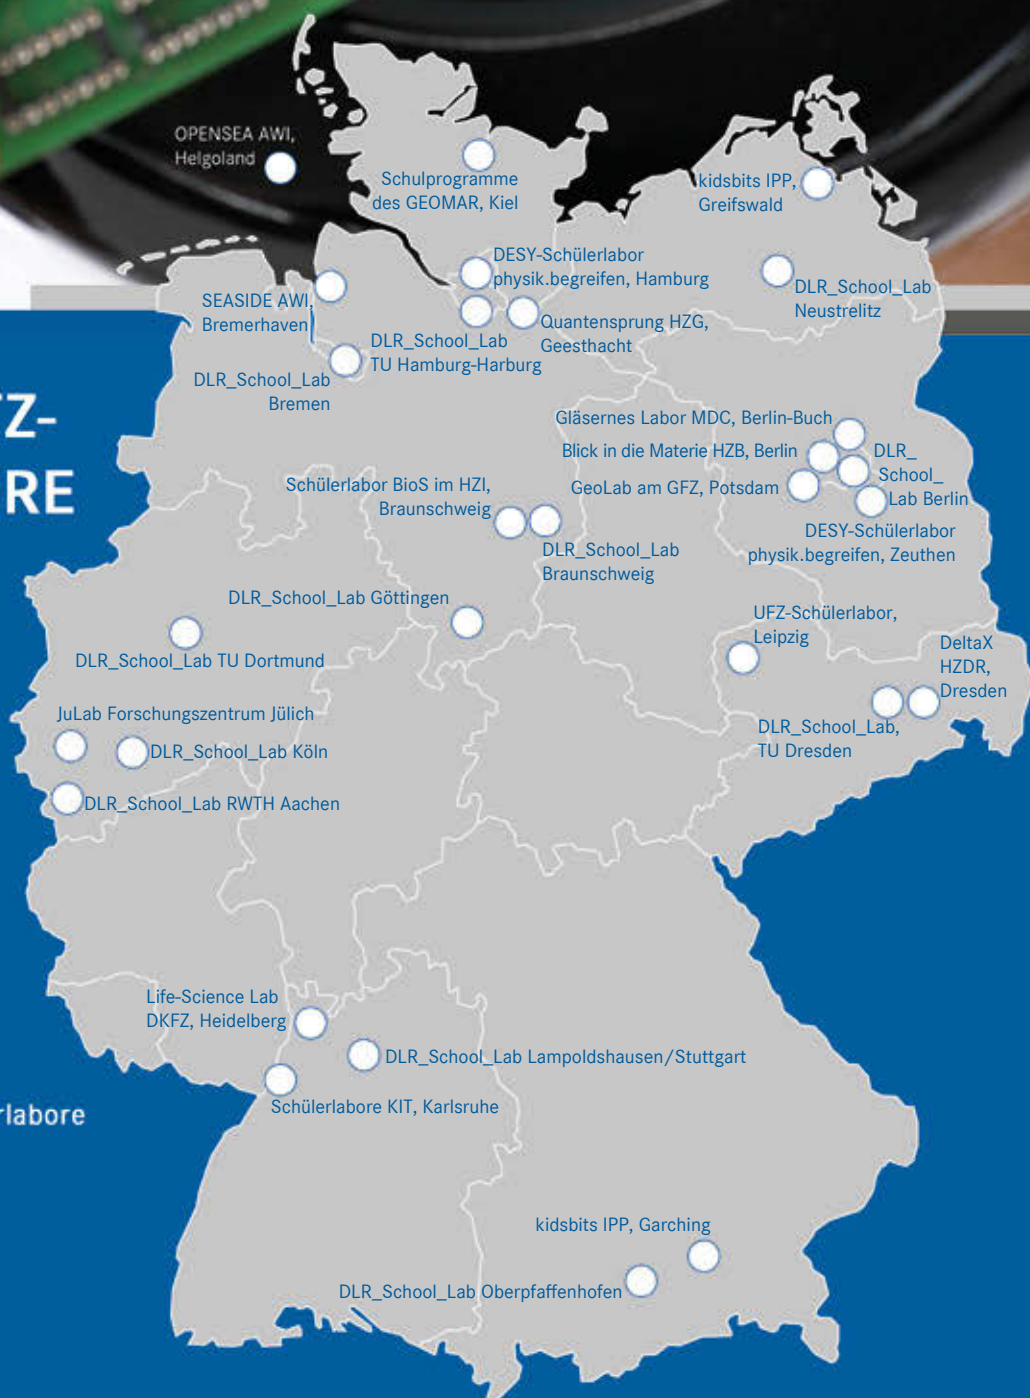 OPENSEA AWI,
Helgoland
Schulprogramme
des GEOMAR, Kiel
kidsbits IPP,
Greifswald
DESY-Schülerlabor
physik.begreifen, Hamburg
DLR_School_Lab
Neustrelitz
SEASIDE AWI,
Bremerhaven
Quantensprung HZG,
Geesthacht
DLR_School_Lab
TU Hamburg-Harburg
DLR_School_Lab
Bremen
TZ-
RE
Gläsernes Labor MDC, Berlin-Buch
Blick in die Materie HZB, Berlin
DLR_
School_
Lab Berlin
GeoLab am GFZ, Potsdam
Schülerlabor BioS im HZI,
Braunschweig
DESY-Schülerlabor
physik.begreifen, Zeuthen
DLR_School_Lab
Braunschweig
DLR_School_Lab Göttingen
UFZ-Schülerlabor,
Leipzig
DeltaX
HZDR,
Dresden
DLR_School_Lab TU Dortmund
JuLab Forschungszentrum Jülich
DLR_School_Lab,
TU Dresden
DLR_School_Lab Köln
DLR_School_Lab RWTH Aachen
Life-Science Lab
DKFZ, Heidelberg
DLR_School_Lab Lampoldshausen/Stuttgart
Schülerlabore KIT, Karlsruhe
rlabore
kidsbits IPP, Garching
DLR_School_Lab Oberpfaffenhofen